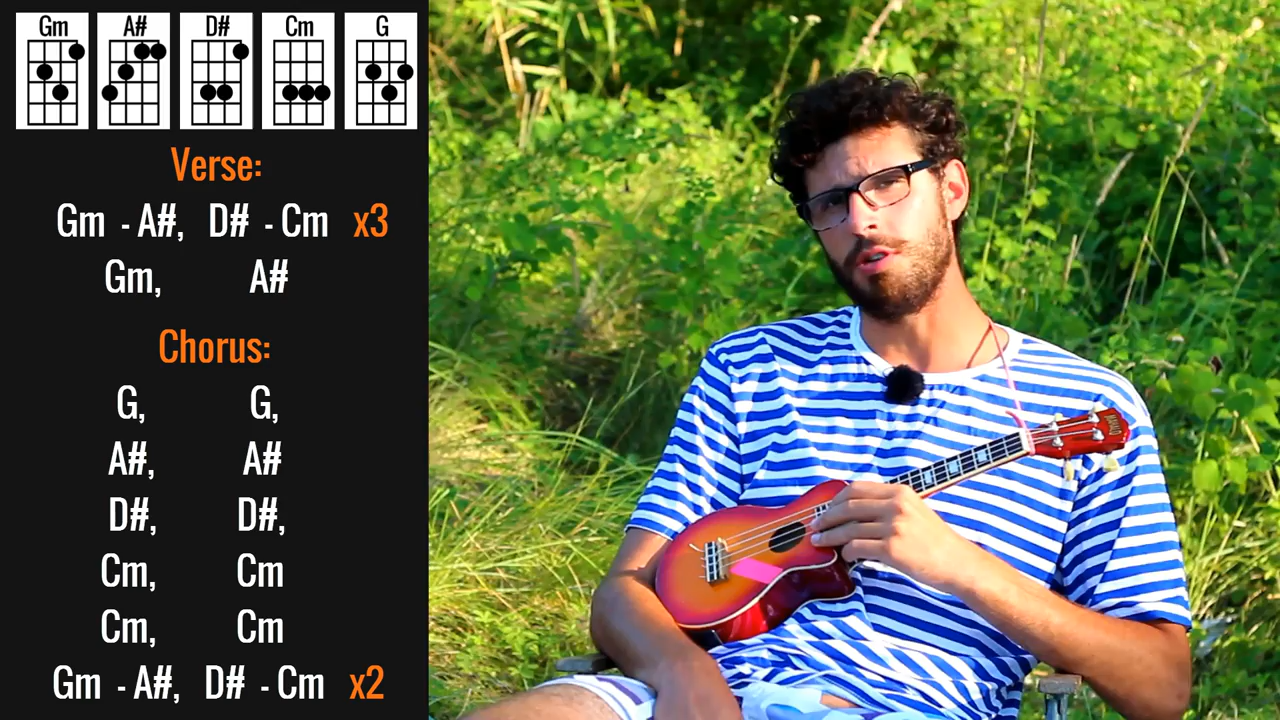 Gm A# D# Cm G
Verse:
Gm - A#, D# - Cm x3
Gm, A#
Chorus:
G, G,
A#, A#
D#, D#,
Cm, Cm
Cm, Cm
Gm - A#, D# - Cm x2